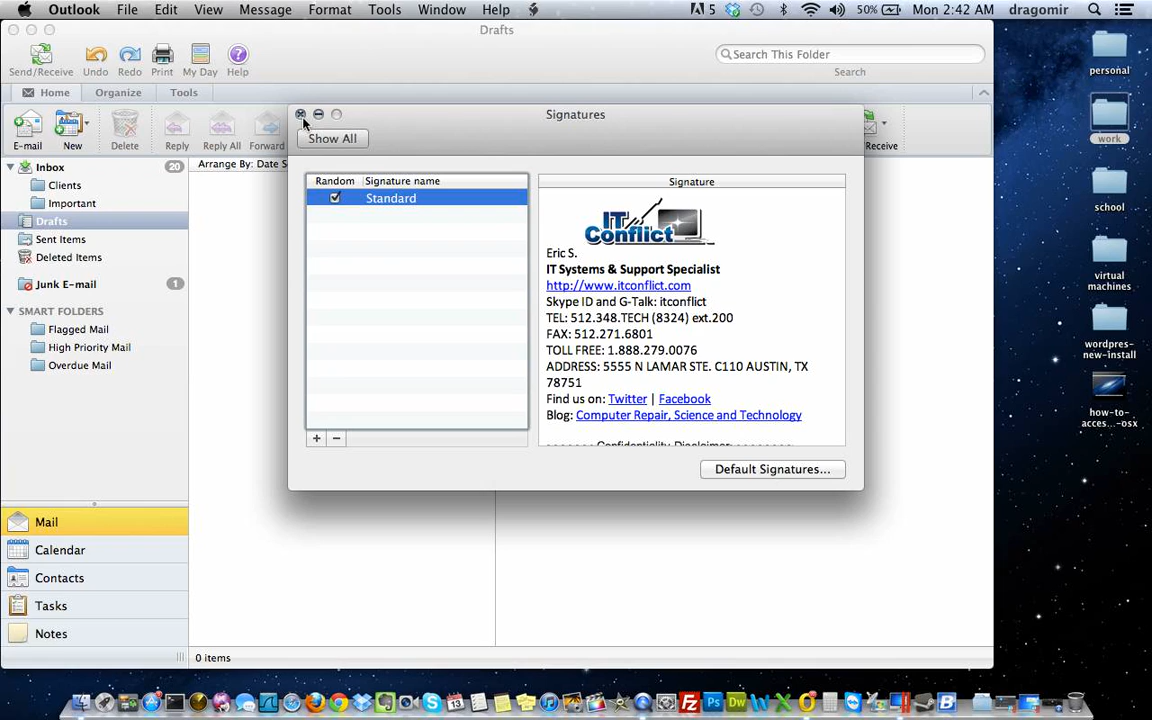 Outlook File Edit View Message Format Tools Window Help
5 50% Mon 2:42 AM dragomir
Drafts
Send/Receive Undo Redo Print My Day Help
Search This Folder
Search
Home Organize Tools
E-mail New Delete Reply Reply All Forward Receive
Inbox 20
Clients
Important
Drafts
Sent Items
Deleted Items
Junk E-mail 1
SMART FOLDERS
Flagged Mail
High Priority Mail
Overdue Mail
Mail
Calendar
Contacts
Tasks
Notes
Arrange By: Date S
0 items
Signatures
Show All
Random Signature name
Standard
+ −
Signature
IT
Conflict
Eric S.
IT Systems & Support Specialist
http://www.itconflict.com
Skype ID and G-Talk: itconflict
TEL: 512.348.TECH (8324) ext.200
FAX: 512.271.6801
TOLL FREE: 1.888.279.0076
ADDRESS: 5555 N LAMAR STE. C110 AUSTIN, TX
78751
Find us on: Twitter | Facebook
Blog: Computer Repair, Science and Technology
Confidentiality Disclaimer
Default Signatures...
personal
work
school
virtual
machines
wordpres-
new-install
how-to-
acces...-osx